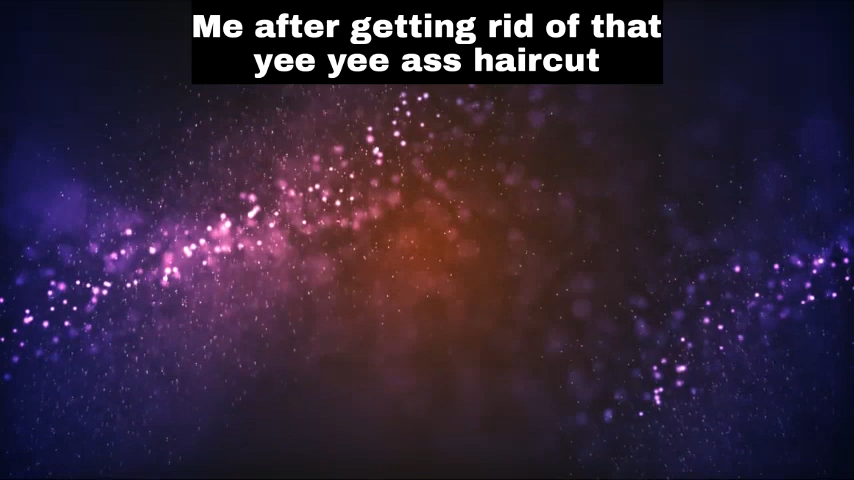 Me after getting rid of that
yee yee ass haircut